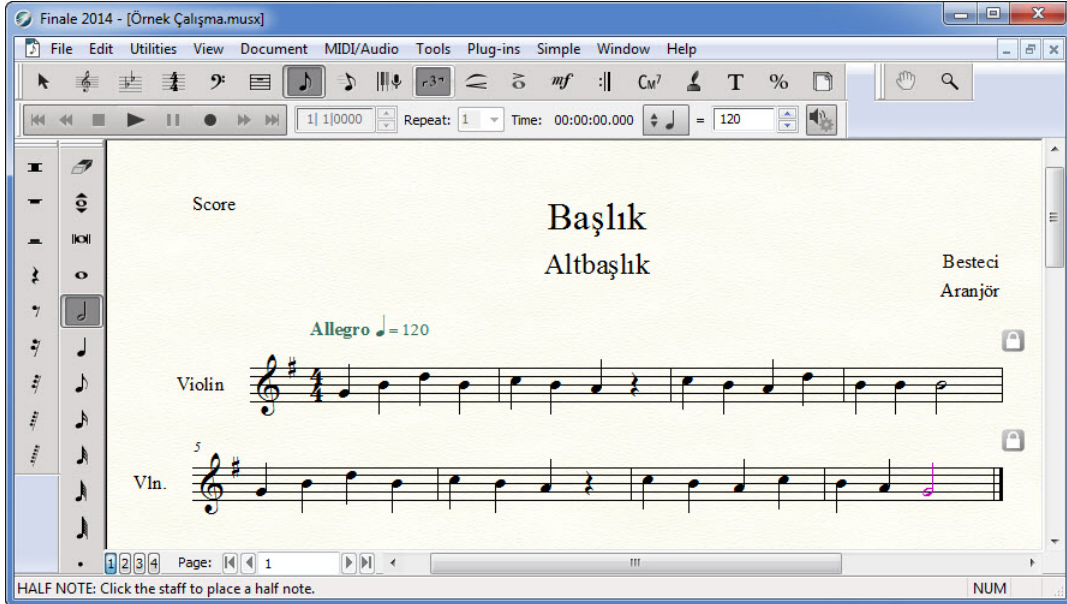 Finale 2014 - [Örnek Çalışma.musx]
File Edit Utilities View Document MIDI/Audio Tools Plug-ins Simple Window Help
3 mf CM7 T %
1| 1|0000 Repeat: 1 Time: 00:00:00.000 = 120
Score
Başlık
Altbaşlık
Besteci
Aranjör
Allegro = 120
Violin 4 4
5
Vln.
1 2 3 4 Page: 1
HALF NOTE: Click the staff to place a half note. NUM